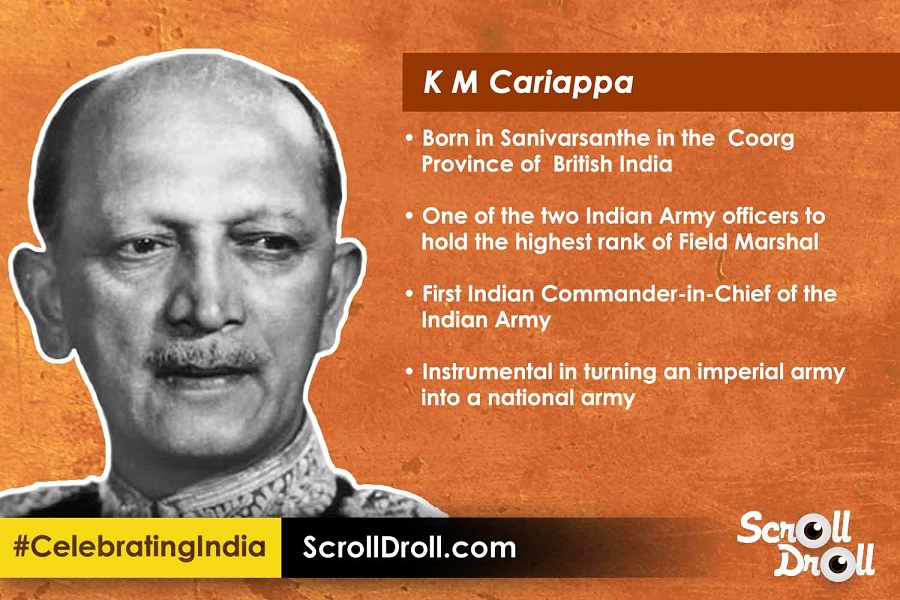 K M Cariappa
• Born in Sanivarsanthe in the Coorg
Province of British India
• One of the two Indian Army officers to
hold the highest rank of Field Marshal
• First Indian Commander-in-Chief of the
Indian Army
• Instrumental in turning an imperial army
into a national army
#CelebratingIndia
ScrollDroll.com
Scroll
Droll